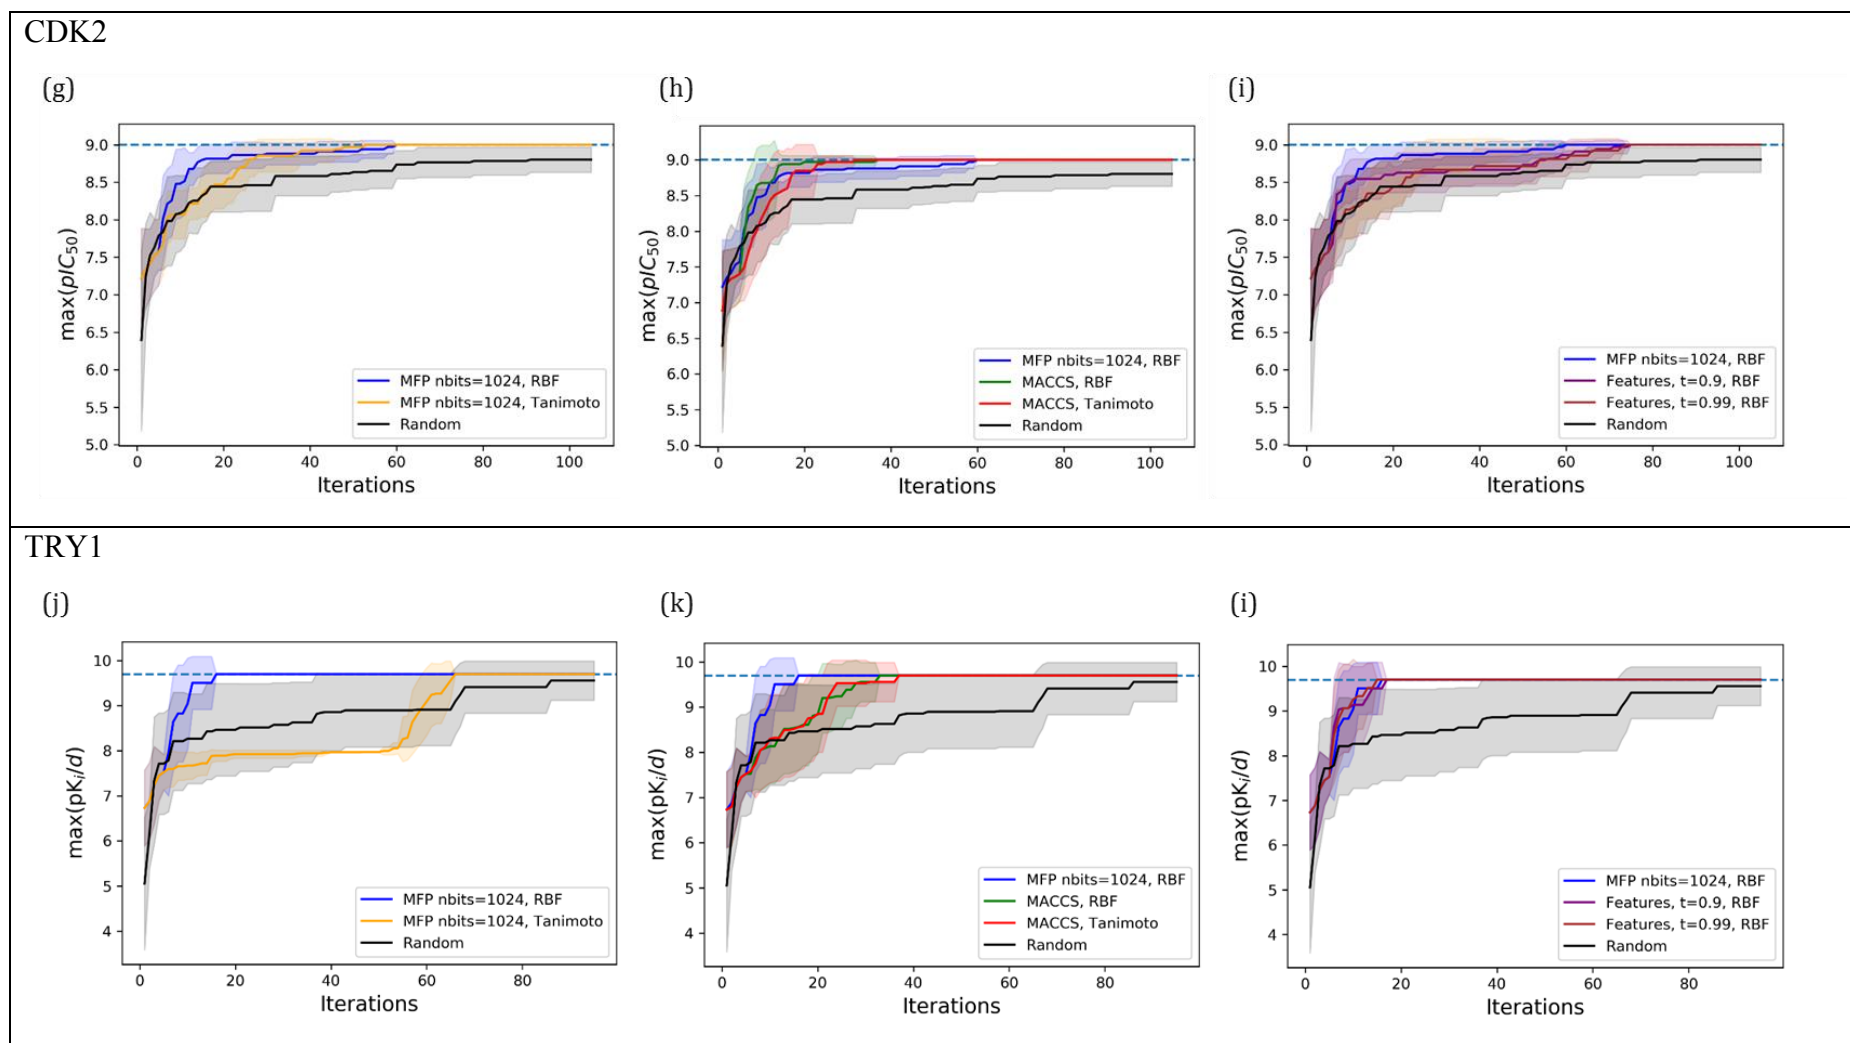 CDK2
(g)
9.0
8.5
8.0
7.5
7.0
6.5
6.0
5.5
5.0
max(pIC50)
0 20 40 60 80 100
Iterations
MFP nbits=1024, RBF
MFP nbits=1024, Tanimoto
Random
(h)
9.0
8.5
8.0
7.5
7.0
6.5
6.0
5.5
5.0
max(pIC50)
0 20 40 60 80 100
Iterations
MFP nbits=1024, RBF
MACCS, RBF
MACCS, Tanimoto
Random
(i)
9.0
8.5
8.0
7.5
7.0
6.5
6.0
5.5
5.0
max(pIC50)
0 20 40 60 80 100
Iterations
MFP nbits=1024, RBF
Features, t=0.9, RBF
Features, t=0.99, RBF
Random
TRY1
(j)
10
9
8
7
6
5
4
max(pKi/d)
0 20 40 60 80
Iterations
MFP nbits=1024, RBF
MFP nbits=1024, Tanimoto
Random
(k)
10
9
8
7
6
5
4
max(pKi/d)
0 20 40 60 80
Iterations
MFP nbits=1024, RBF
MACCS, RBF
MACCS, Tanimoto
Random
(i)
10
9
8
7
6
5
4
max(pKi/d)
0 20 40 60 80
Iterations
MFP nbits=1024, RBF
Features, t=0.9, RBF
Features, t=0.99, RBF
Random